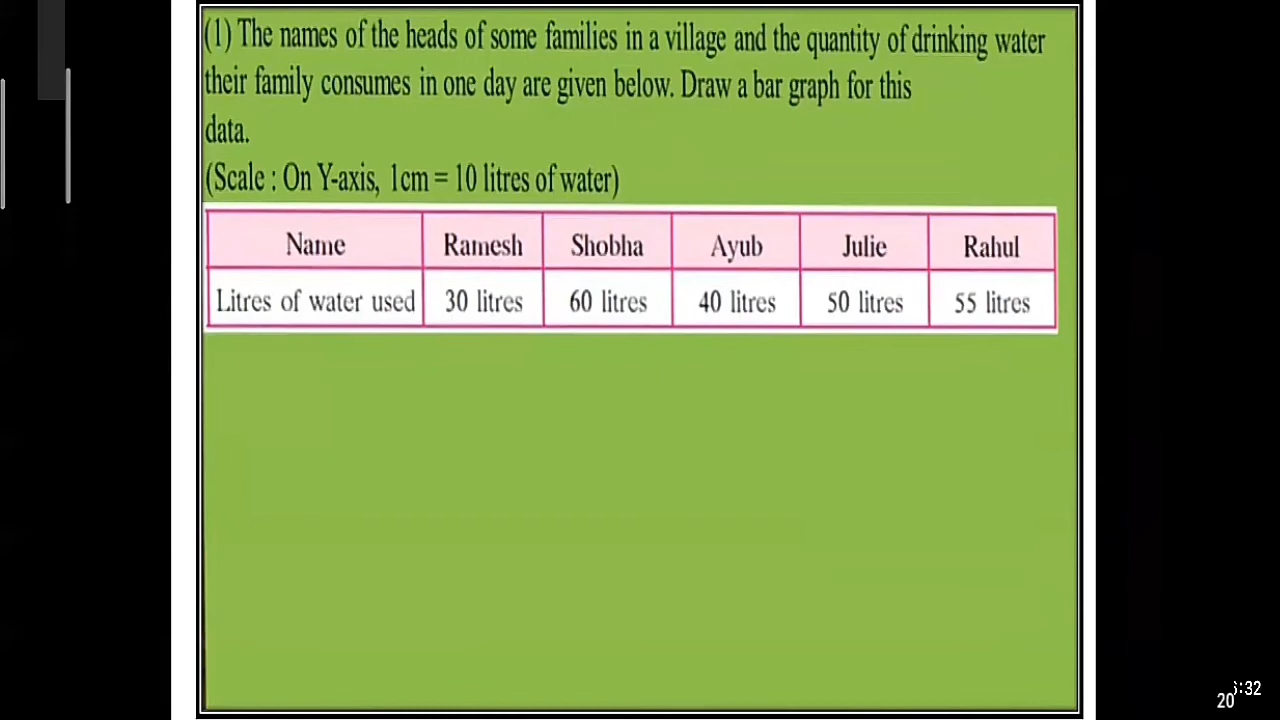 (1) The names of the heads of some families in a village and the quantity of drinking water
their family consumes in one day are given below. Draw a bar graph for this
data.
(Scale : On Y-axis, 1cm = 10 litres of water)
Name Ramesh Shobha Ayub Julie Rahul
Litres of water used 30 litres 60 litres 40 litres 50 litres 55 litres
:32
20